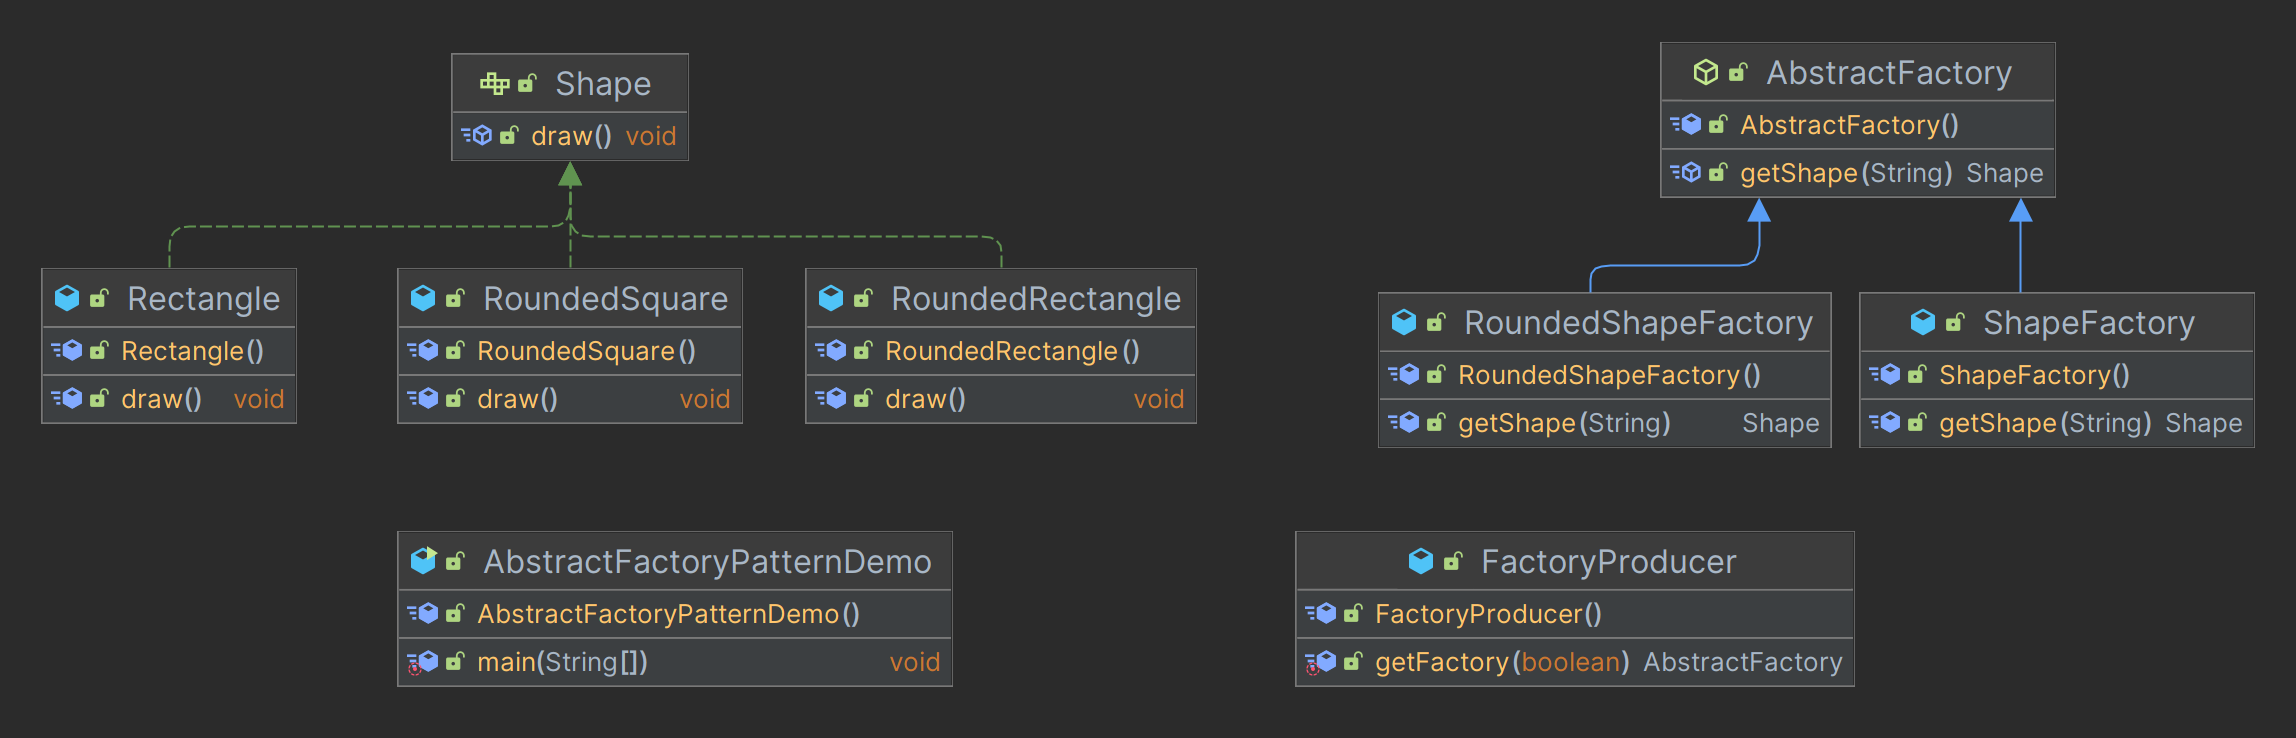 Shape
draw() void
AbstractFactory
AbstractFactory()
getShape(String) Shape
Rectangle
Rectangle()
draw() void
RoundedSquare
RoundedSquare()
draw() void
RoundedRectangle
RoundedRectangle()
draw() void
RoundedShapeFactory
RoundedShapeFactory()
getShape(String) Shape
ShapeFactory
ShapeFactory()
getShape(String) Shape
AbstractFactoryPatternDemo
AbstractFactoryPatternDemo()
main(String[]) void
FactoryProducer
FactoryProducer()
getFactory(boolean) AbstractFactory